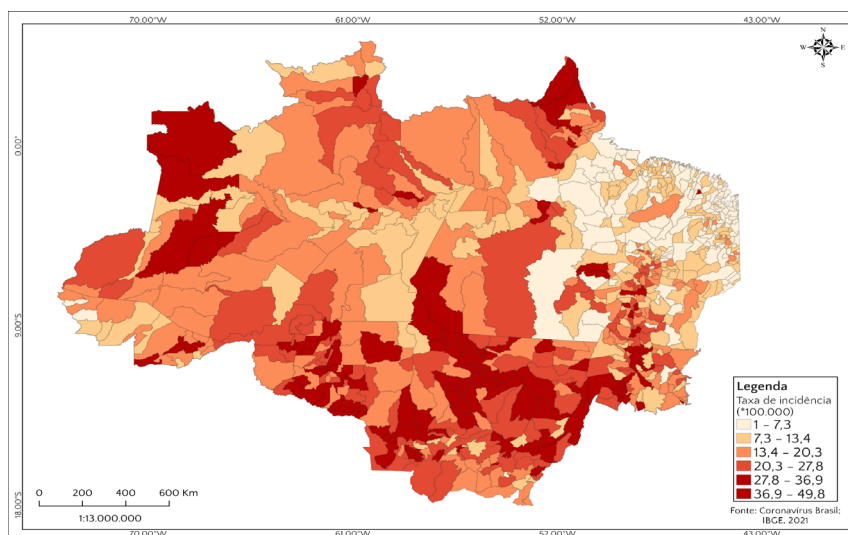 70.00°W 61.00°W 52.00°W 43.00°W
N
W E
S
0.00°
9.00°S
18.00°S
Legenda
Taxa de incidência
(*100.000)
1 – 7,3
7,3 – 13,4
13,4 – 20,3
20,3 – 27,8
27,8 – 36,9
36,9 – 49,8
0 200 400 600 Km
1:13.000.000
Fonte: Coronavírus Brasil;
IBGE, 2021
70.00°W 61.00°W 52.00°W 43.00°W